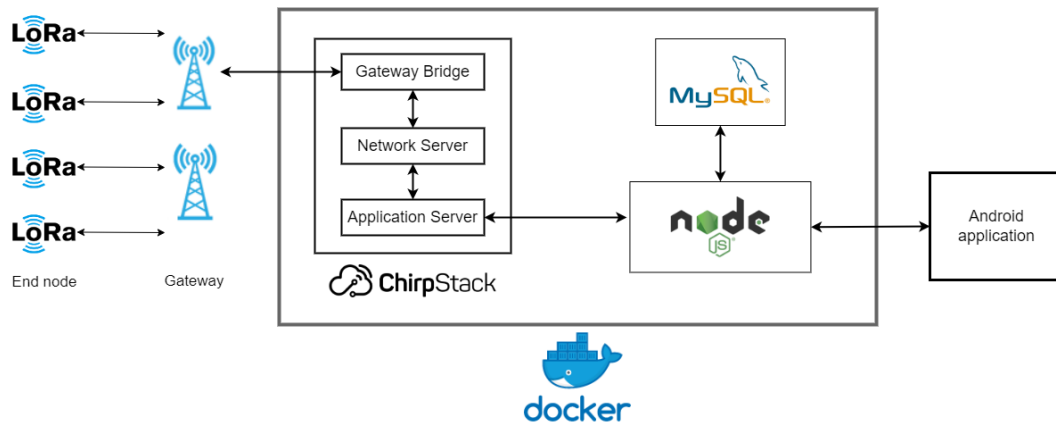 LoRa
LoRa
LoRa
LoRa
End node
Gateway
Gateway Bridge
Network Server
Application Server
ChirpStack
MySQL®
node
JS®
Android
application
docker